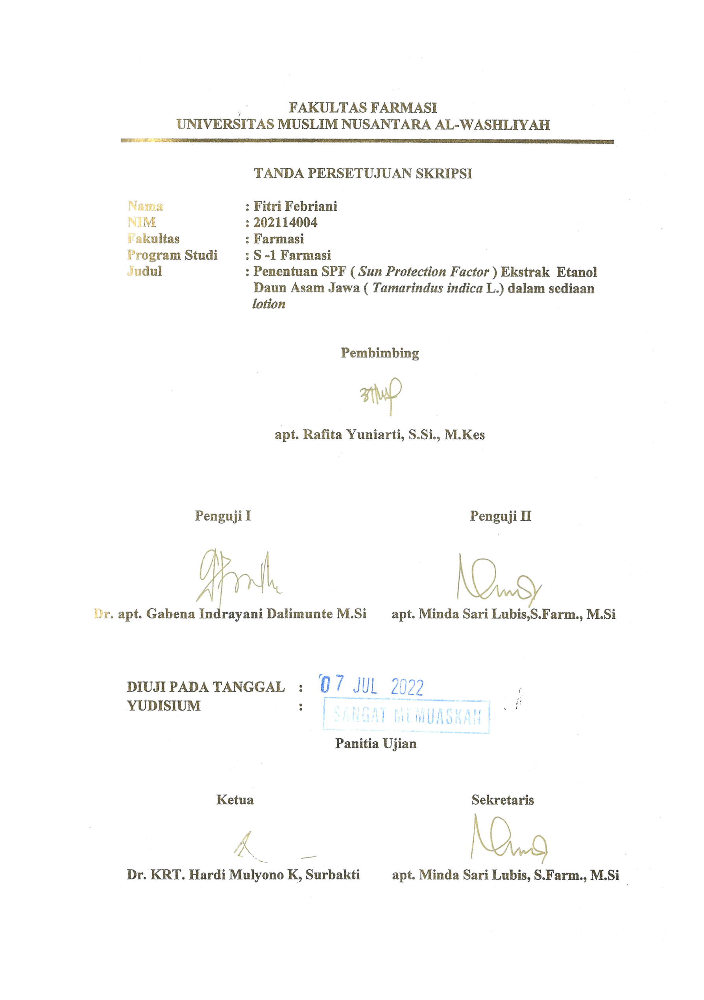 FAKULTAS FARMASI
UNIVERSITAS MUSLIM NUSANTARA AL-WASHLIYAH
TANDA PERSETUJUAN SKRIPSI
Nama : Fitri Febriani
NIM : 202114004
Fakultas : Farmasi
Program Studi : S -1 Farmasi
Judul : Penentuan SPF ( Sun Protection Factor ) Ekstrak Etanol
Daun Asam Jawa ( Tamarindus indica L.) dalam sediaan
lotion
Pembimbing
apt. Rafita Yuniarti, S.Si., M.Kes
Penguji I Penguji II
Dr. apt. Gabena Indrayani Dalimunte M.Si apt. Minda Sari Lubis,S.Farm., M.Si
DIUJI PADA TANGGAL : 07 JUL 2022
YUDISIUM : SANGAT MEMUASKAN
Panitia Ujian
Ketua Sekretaris
Dr. KRT. Hardi Mulyono K, Surbakti apt. Minda Sari Lubis, S.Farm., M.Si